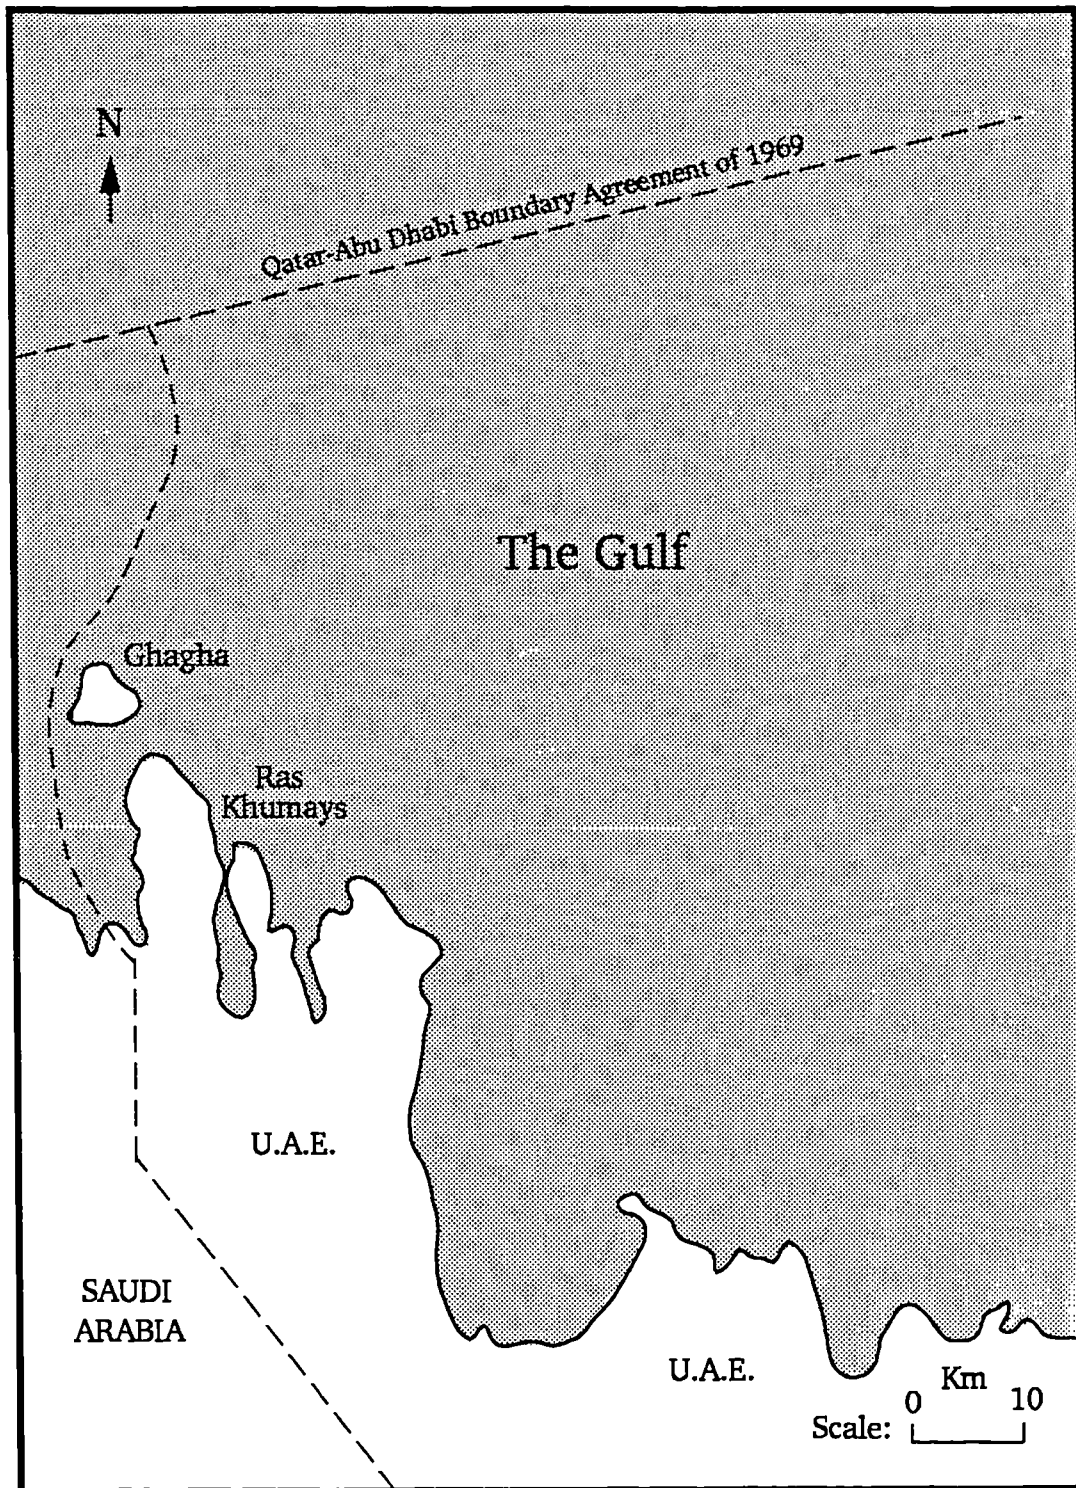 N
Qatar-Abu Dhabi Boundary Agreement of 1969
The Gulf
Ghagha
Ras
Khumays
U.A.E.
SAUDI
ARABIA
U.A.E.
Km
0 10
Scale: